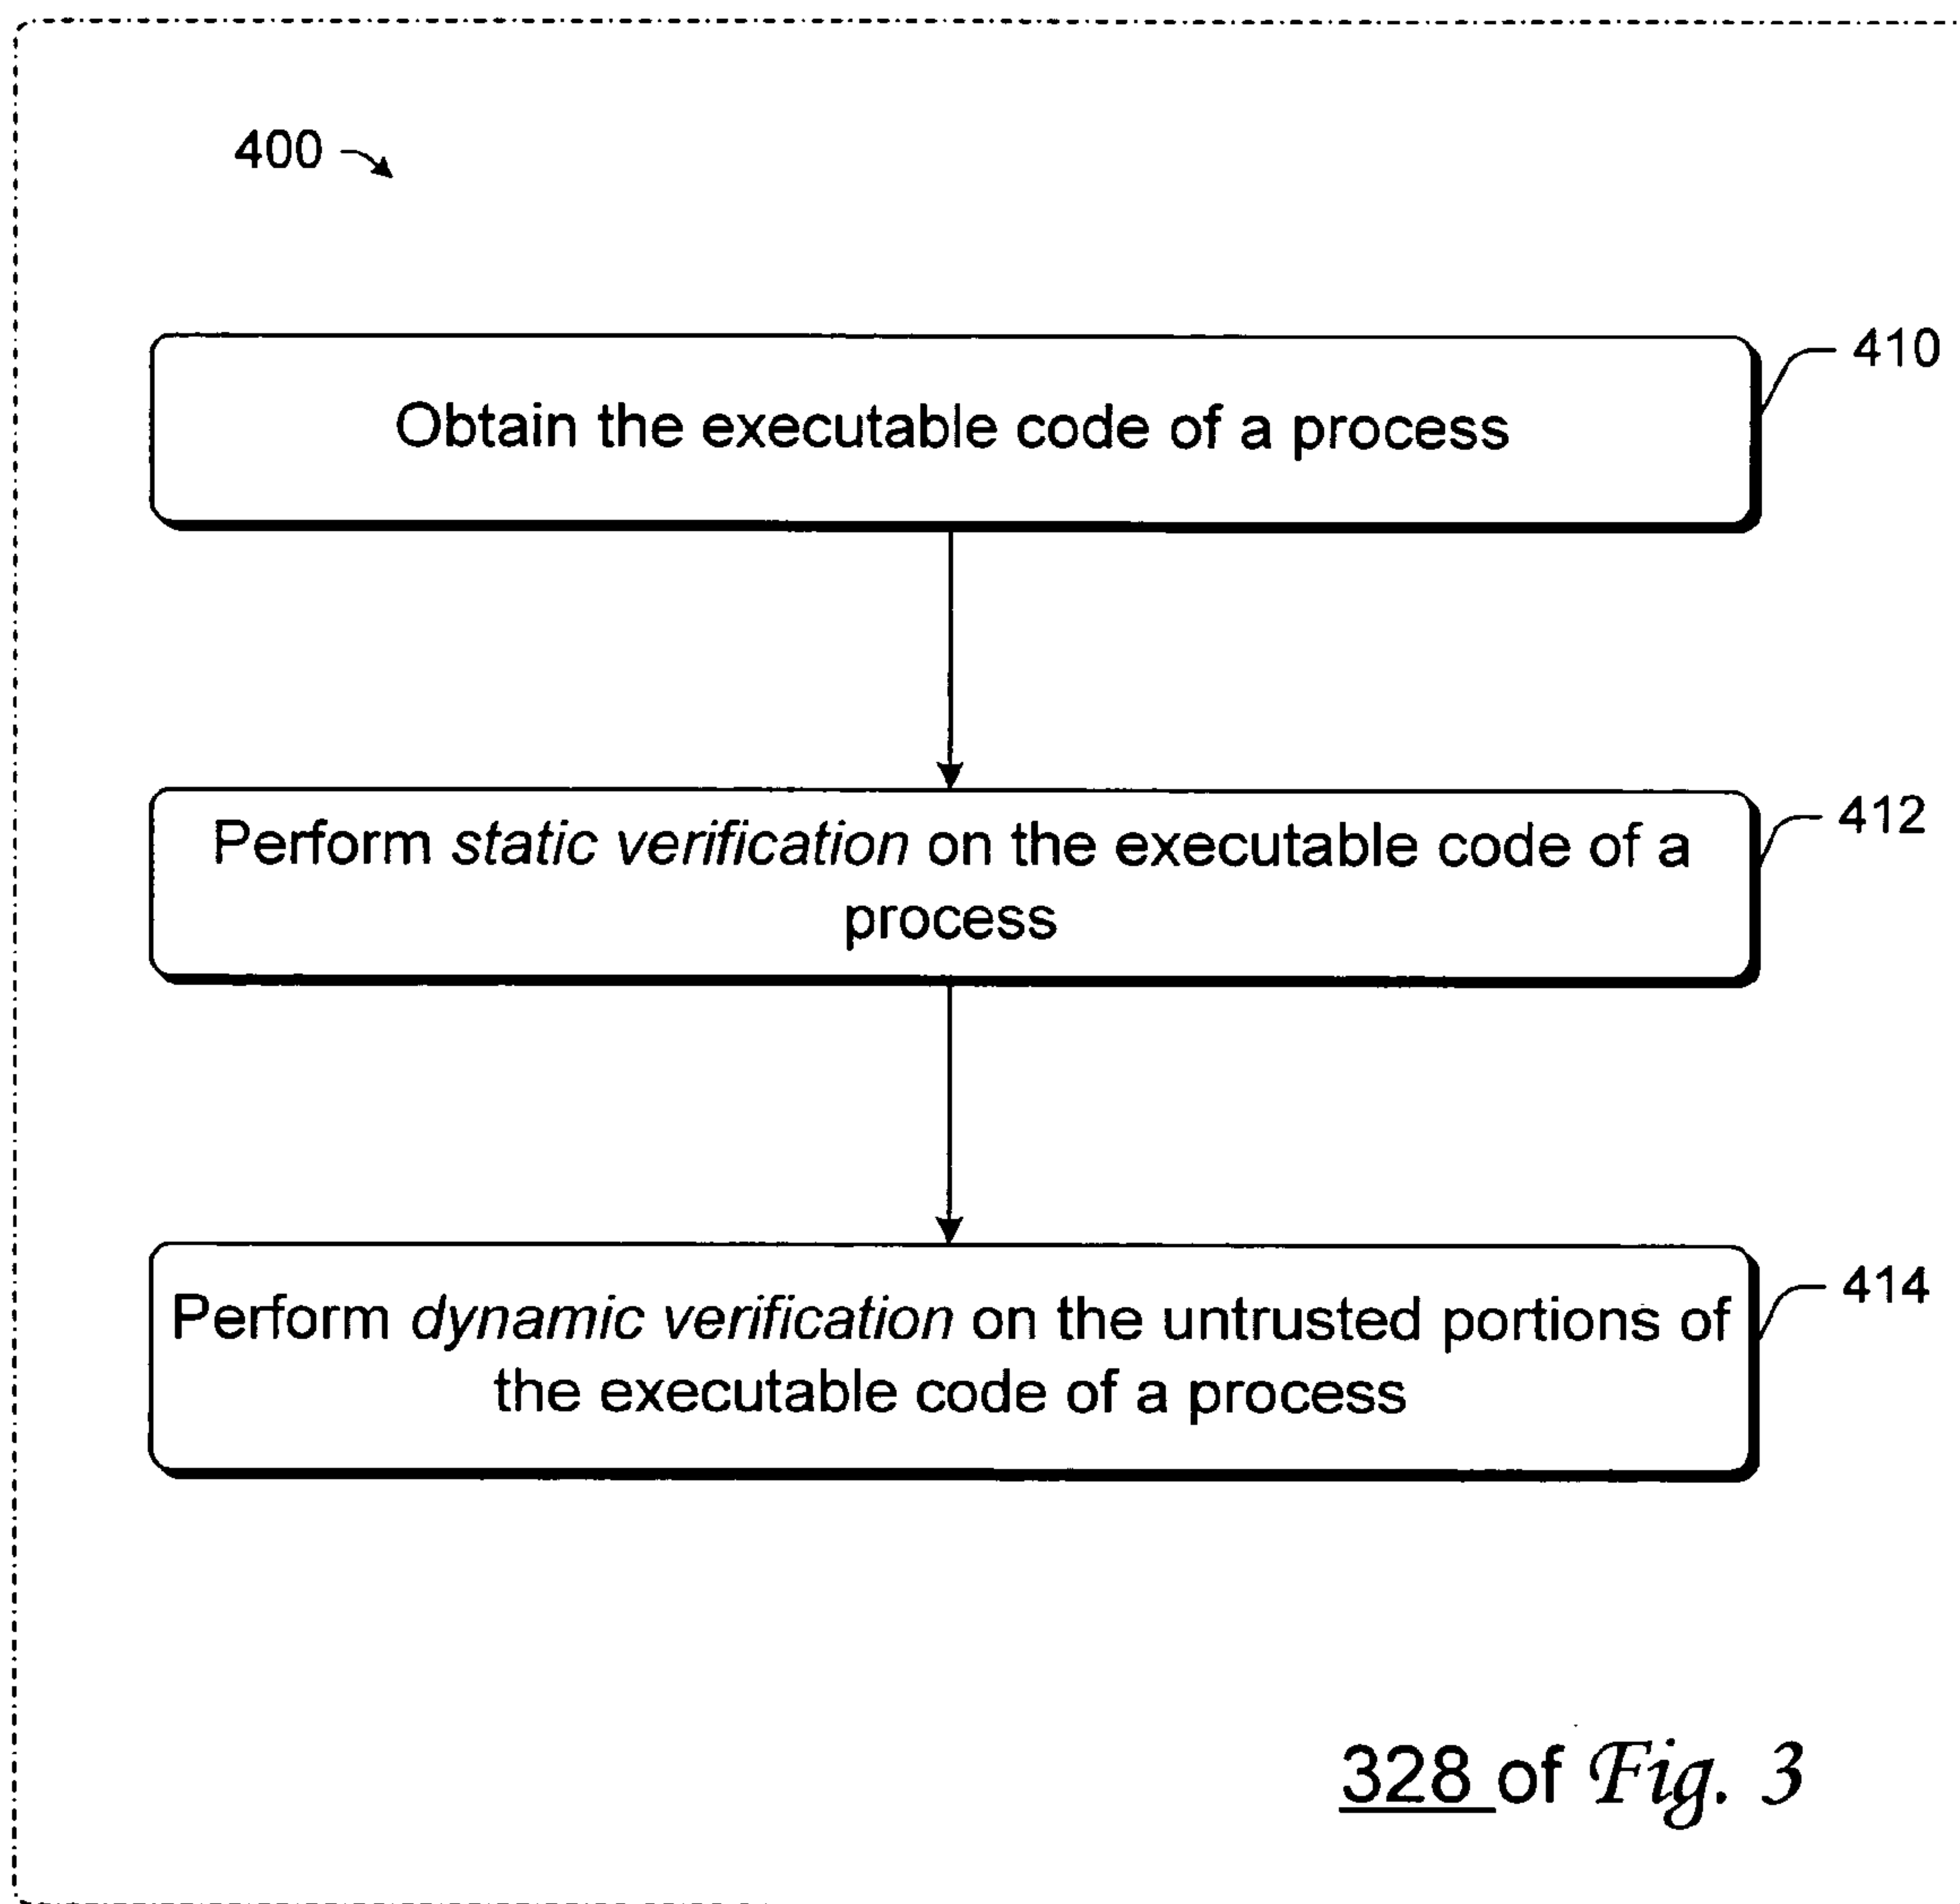 400
410
Obtain the executable code of a process
412
Perform static verification on the executable code of a
process
414
Perform dynamic verification on the untrusted portions of
the executable code of a process
328 of Fig. 3